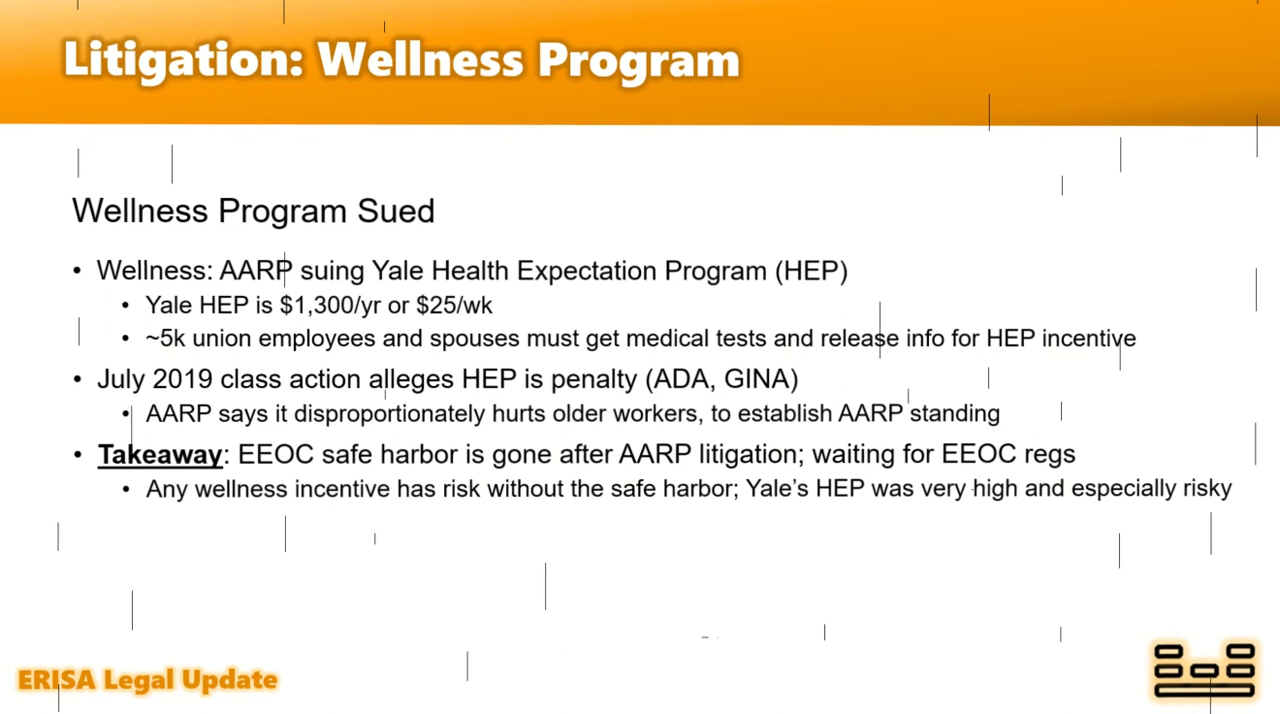 Litigation: Wellness Program
Wellness Program Sued
• Wellness: AARP suing Yale Health Expectation Program (HEP)
• Yale HEP is $1,300/yr or $25/wk
• ~5k union employees and spouses must get medical tests and release info for HEP incentive
• July 2019 class action alleges HEP is penalty (ADA, GINA)
• AARP says it disproportionately hurts older workers, to establish AARP standing
• Takeaway: EEOC safe harbor is gone after AARP litigation; waiting for EEOC regs
• Any wellness incentive has risk without the safe harbor; Yale’s HEP was very high and especially risky
ERISA Legal Update